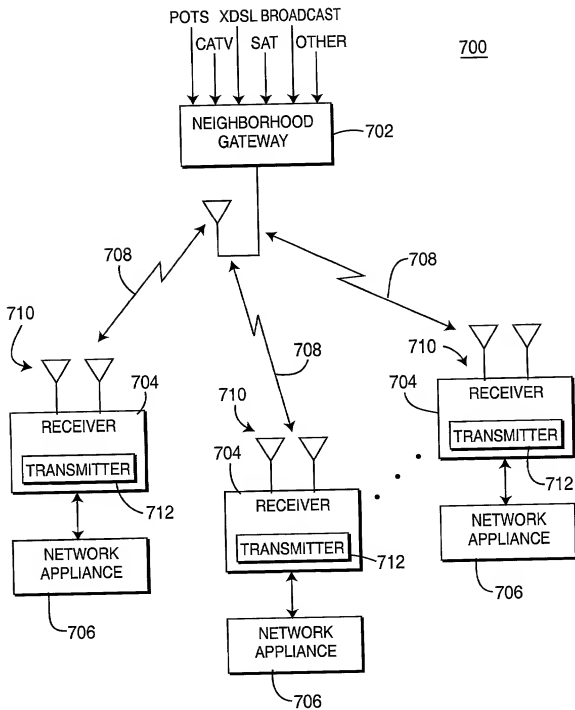 POTS XDSL BROADCAST
CATV SAT OTHER
700
NEIGHBORHOOD
GATEWAY
702
708
708
708
710
704
RECEIVER
TRANSMITTER
712
NETWORK
APPLIANCE
706
710
704
RECEIVER
TRANSMITTER
712
NETWORK
APPLIANCE
706
710
704
RECEIVER
TRANSMITTER
712
NETWORK
APPLIANCE
706